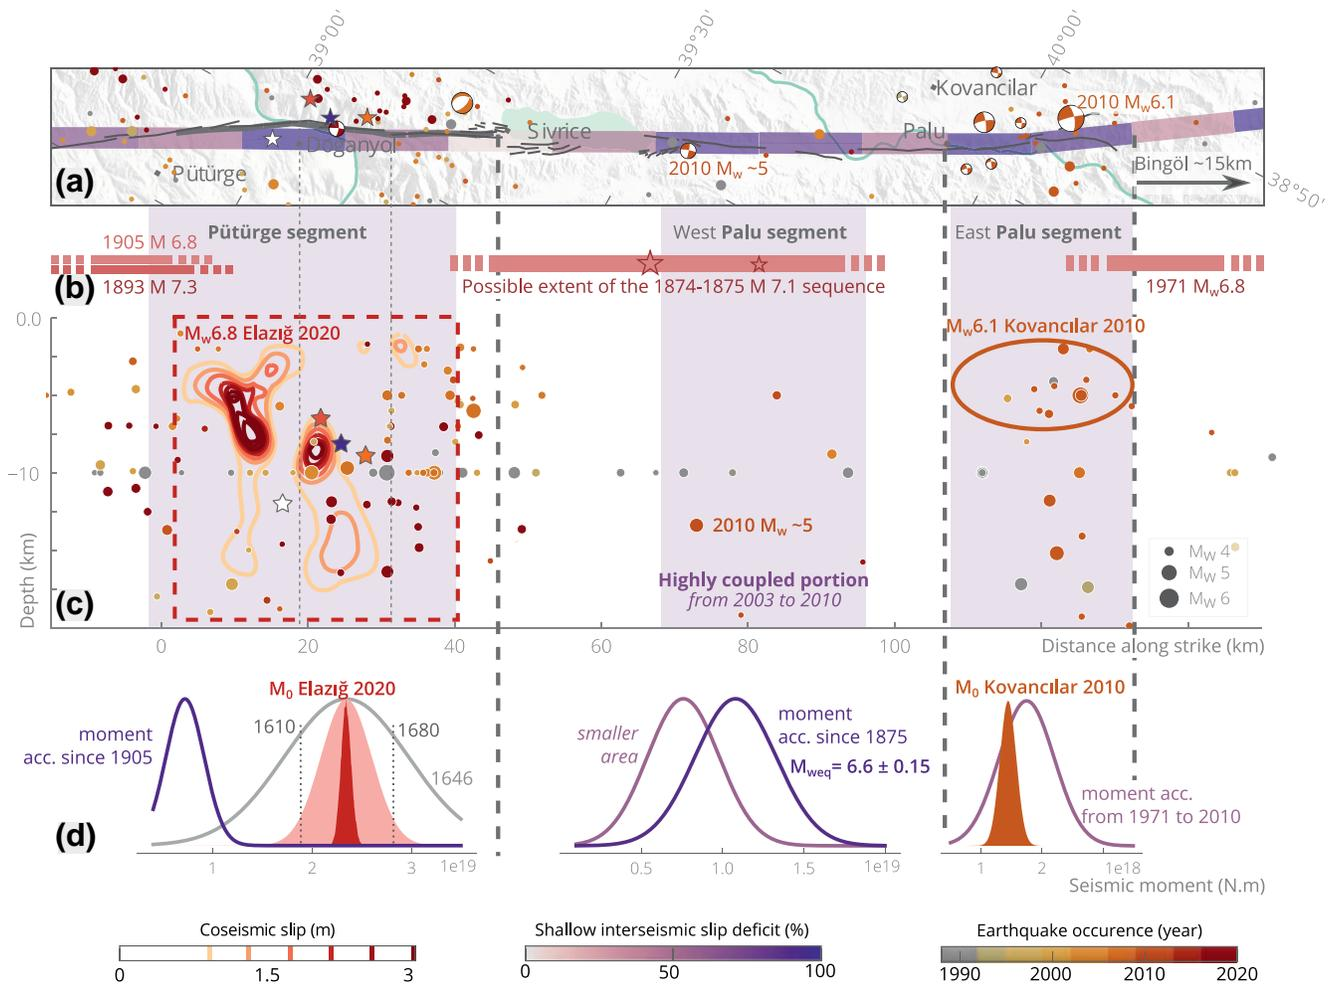 39°00'
39°30'
40°00'
Kovancilar
2010 Mw6.1
Sivrice
Palu
Doganyol
2010 Mw ~5
Bingöl ~15km
Pütürge
38°50'
(a)
Pütürge segment
West Palu segment
East Palu segment
1905 M 6.8
(b)
1893 M 7.3
Possible extent of the 1874-1875 M 7.1 sequence
1971 Mw6.8
0.0
Mw6.8 Elazığ 2020
Mw6.1 Kovancılar 2010
−10
2010 Mw ~5
Mw 4
Mw 5
Mw 6
Highly coupled portion
from 2003 to 2010
(c)
Depth (km)
0
20
40
60
80
100
Distance along strike (km)
M0 Elazığ 2020
M0 Kovancılar 2010
moment
acc. since 1905
1610
1680
1646
smaller
area
moment
acc. since 1875
Mweq= 6.6 ± 0.15
moment acc.
from 1971 to 2010
(d)
1
2
3
1e19
0.5
1.0
1.5
1e19
1
2
1e18
Seismic moment (N.m)
Coseismic slip (m)
0
1.5
3
Shallow interseismic slip deficit (%)
0
50
100
Earthquake occurence (year)
1990
2000
2010
2020